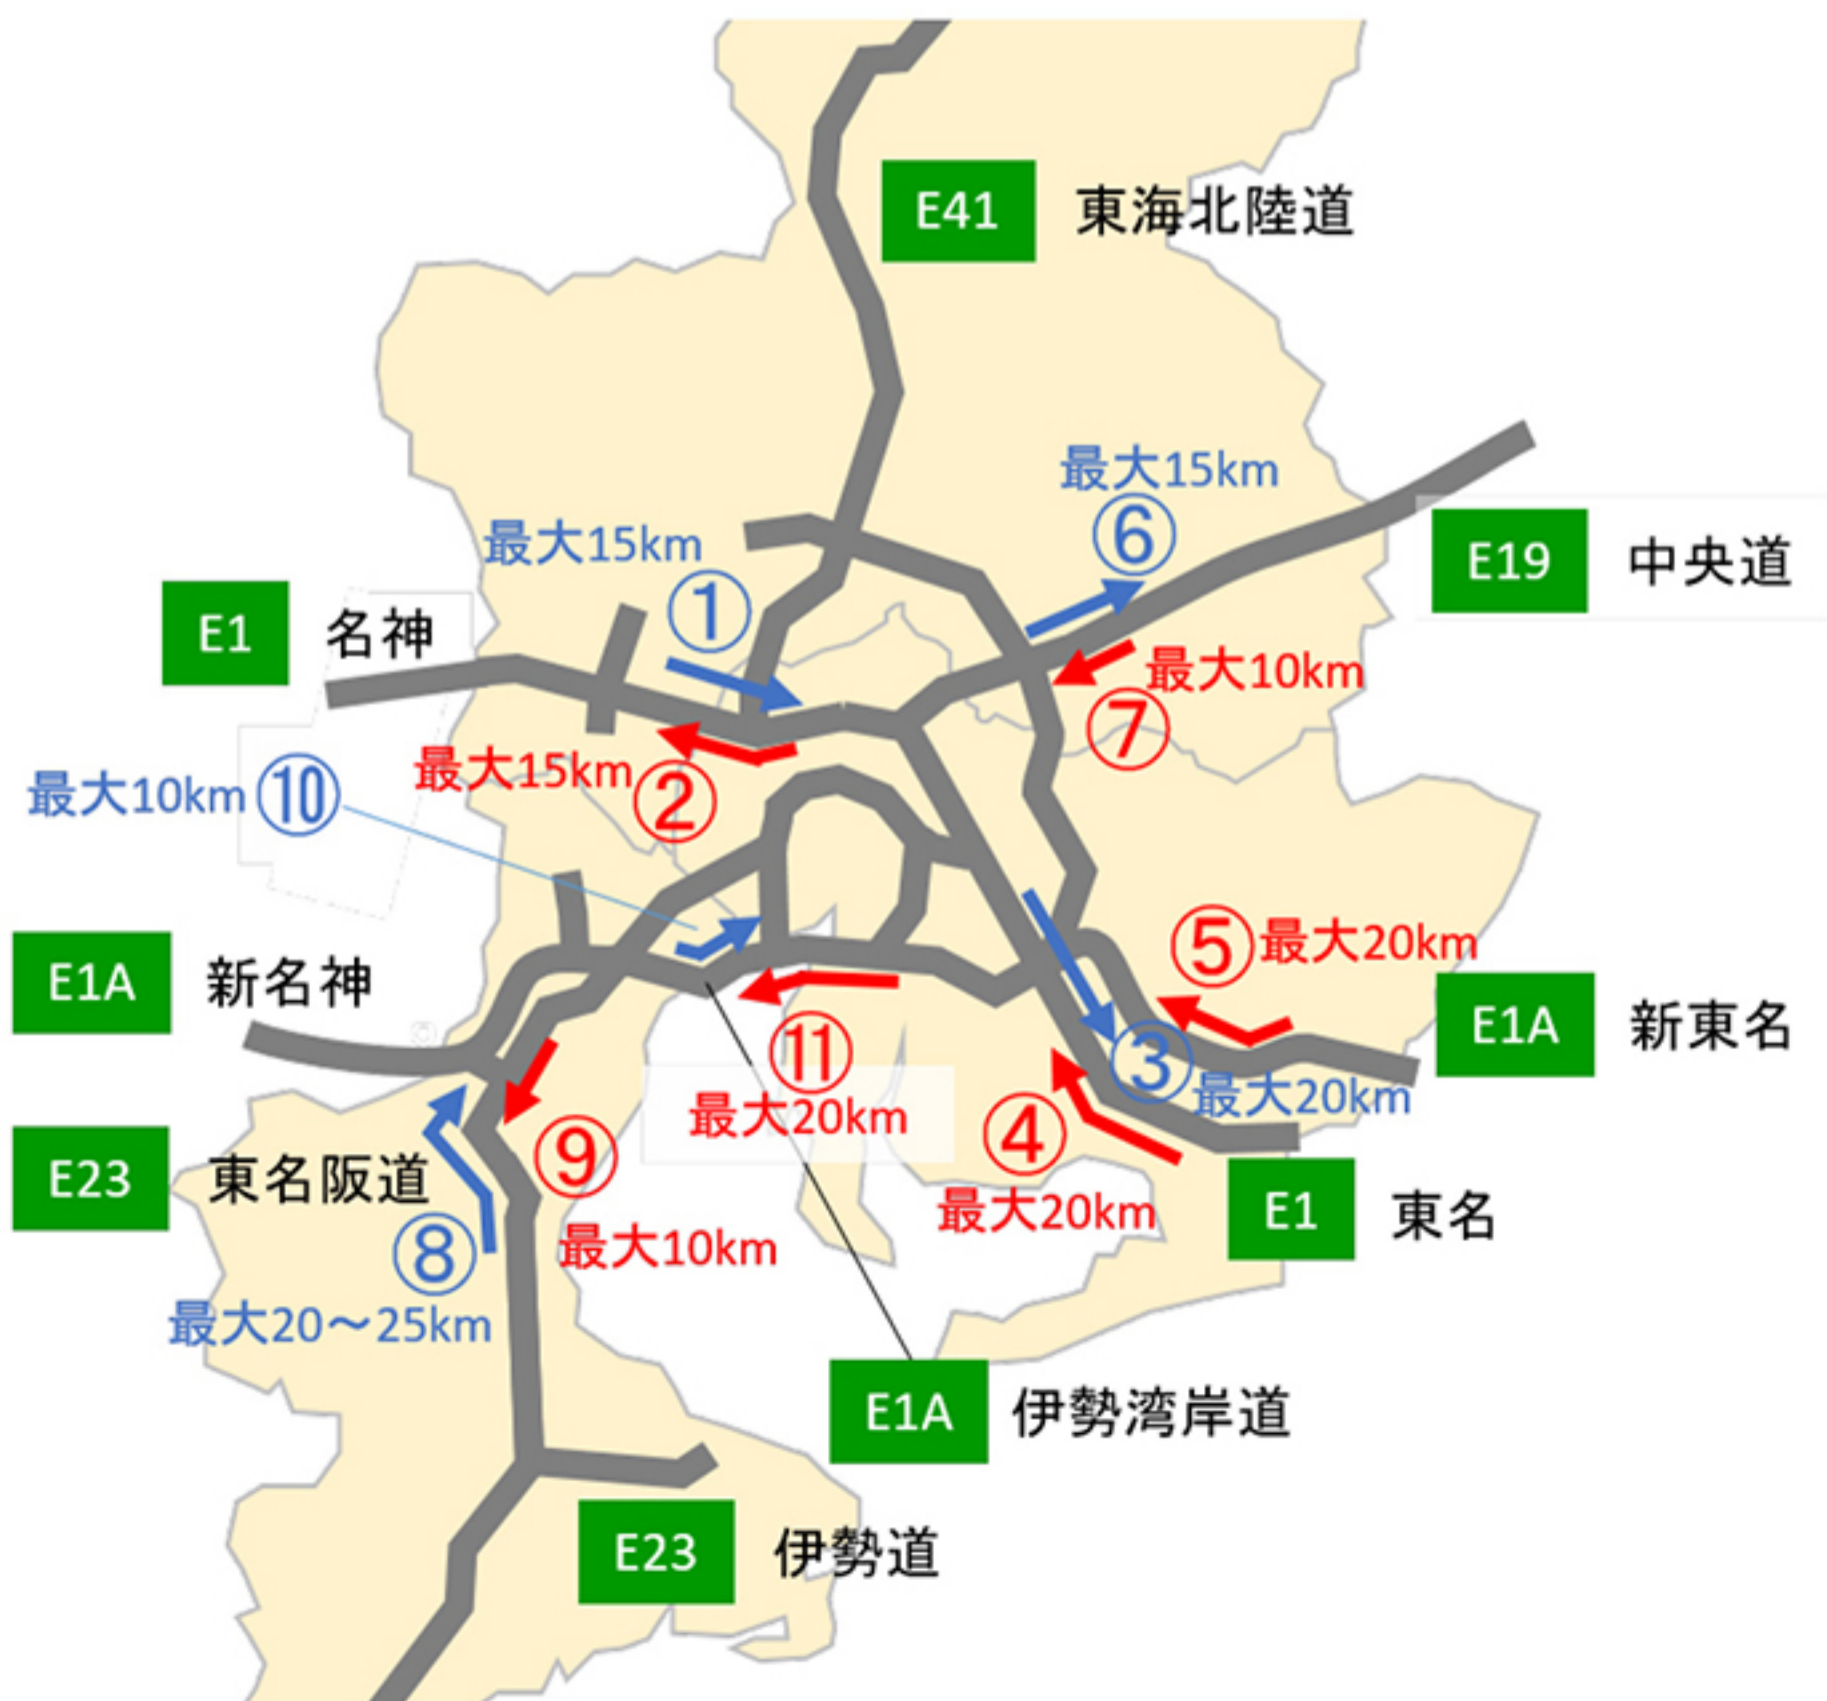 E41 東海北陸道
最大15km
⑥
最大15km
①
E19 中央道
E1 名神
最大10km
⑦
最大15km
②
最大10km ⑩
⑤ 最大20km
E1A 新名神
E1A 新東名
⑪
最大20km
③
最大20km
④
最大20km
E23 東名阪道
⑨
最大10km
E1 東名
⑧
最大20～25km
E1A 伊勢湾岸道
E23 伊勢道